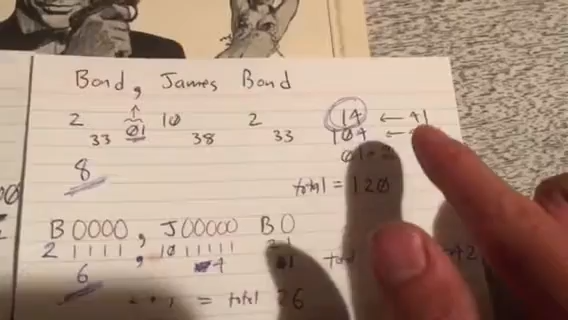 Bond, James Bond
2 01 10 2 14 ← 41
33 38 33 104 ←
8
total = 120
B0000, J00000 B0
2 1111, 10 11111
6 4
= total 26